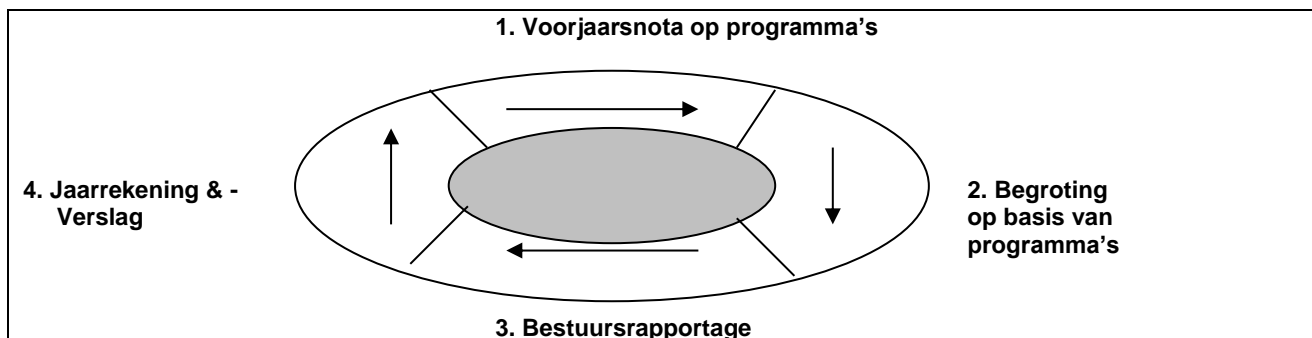 1. Voorjaarsnota op programma’s
4. Jaarrekening & -
Verslag
2. Begroting
op basis van
programma’s
3. Bestuursrapportage